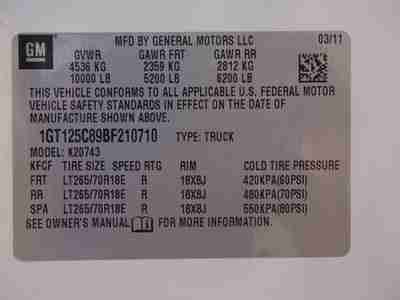 GM
MFD BY GENERAL MOTORS LLC 03/11
GVWR GAWR FRT GAWR RR
4536 KG 2359 KG 2812 KG
10000 LB 5200 LB 6200 LB
THIS VEHICLE CONFORMS TO ALL APPLICABLE U.S. FEDERAL MOTOR
VEHICLE SAFETY STANDARDS IN EFFECT ON THE DATE OF
MANUFACTURE SHOWN ABOVE.
1GT125C89BF210710 TYPE: TRUCK
MODEL: K20743
KFCF TIRE SIZE SPEED RTG RIM COLD TIRE PRESSURE
FRT LT265/70R18E R 18X8J 420KPA(60PSI)
RR LT265/70R18E R 18X8J 480KPA(70PSI)
SPA LT265/70R18E R 18X8J 550KPA(80PSI)
SEE OWNER'S MANUAL FOR MORE INFORMATION